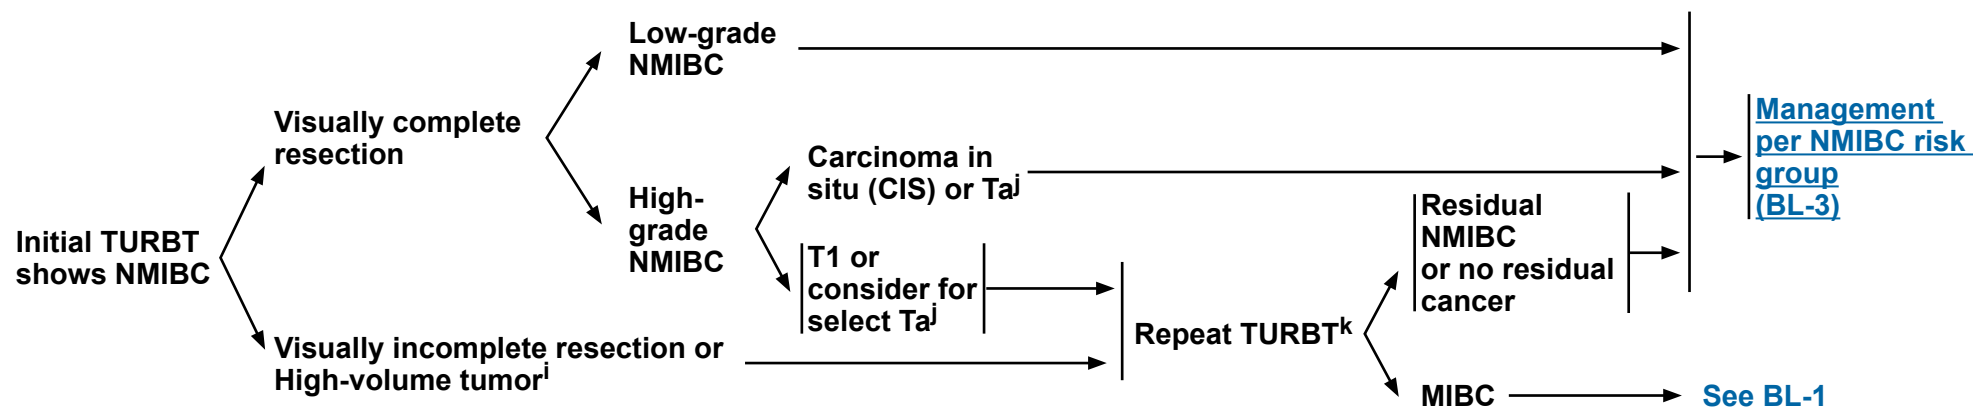 Initial TURBT
shows NMIBC
Visually complete
resection
Low-grade
NMIBC
High-
grade
NMIBC
Carcinoma in
situ (CIS) or Taj
T1 or
consider for
select Taj
Visually incomplete resection or
High-volume tumori
Repeat TURBTk
Residual
NMIBC
or no residual
cancer
MIBC
See BL-1
Management
per NMIBC risk
group
(BL-3)